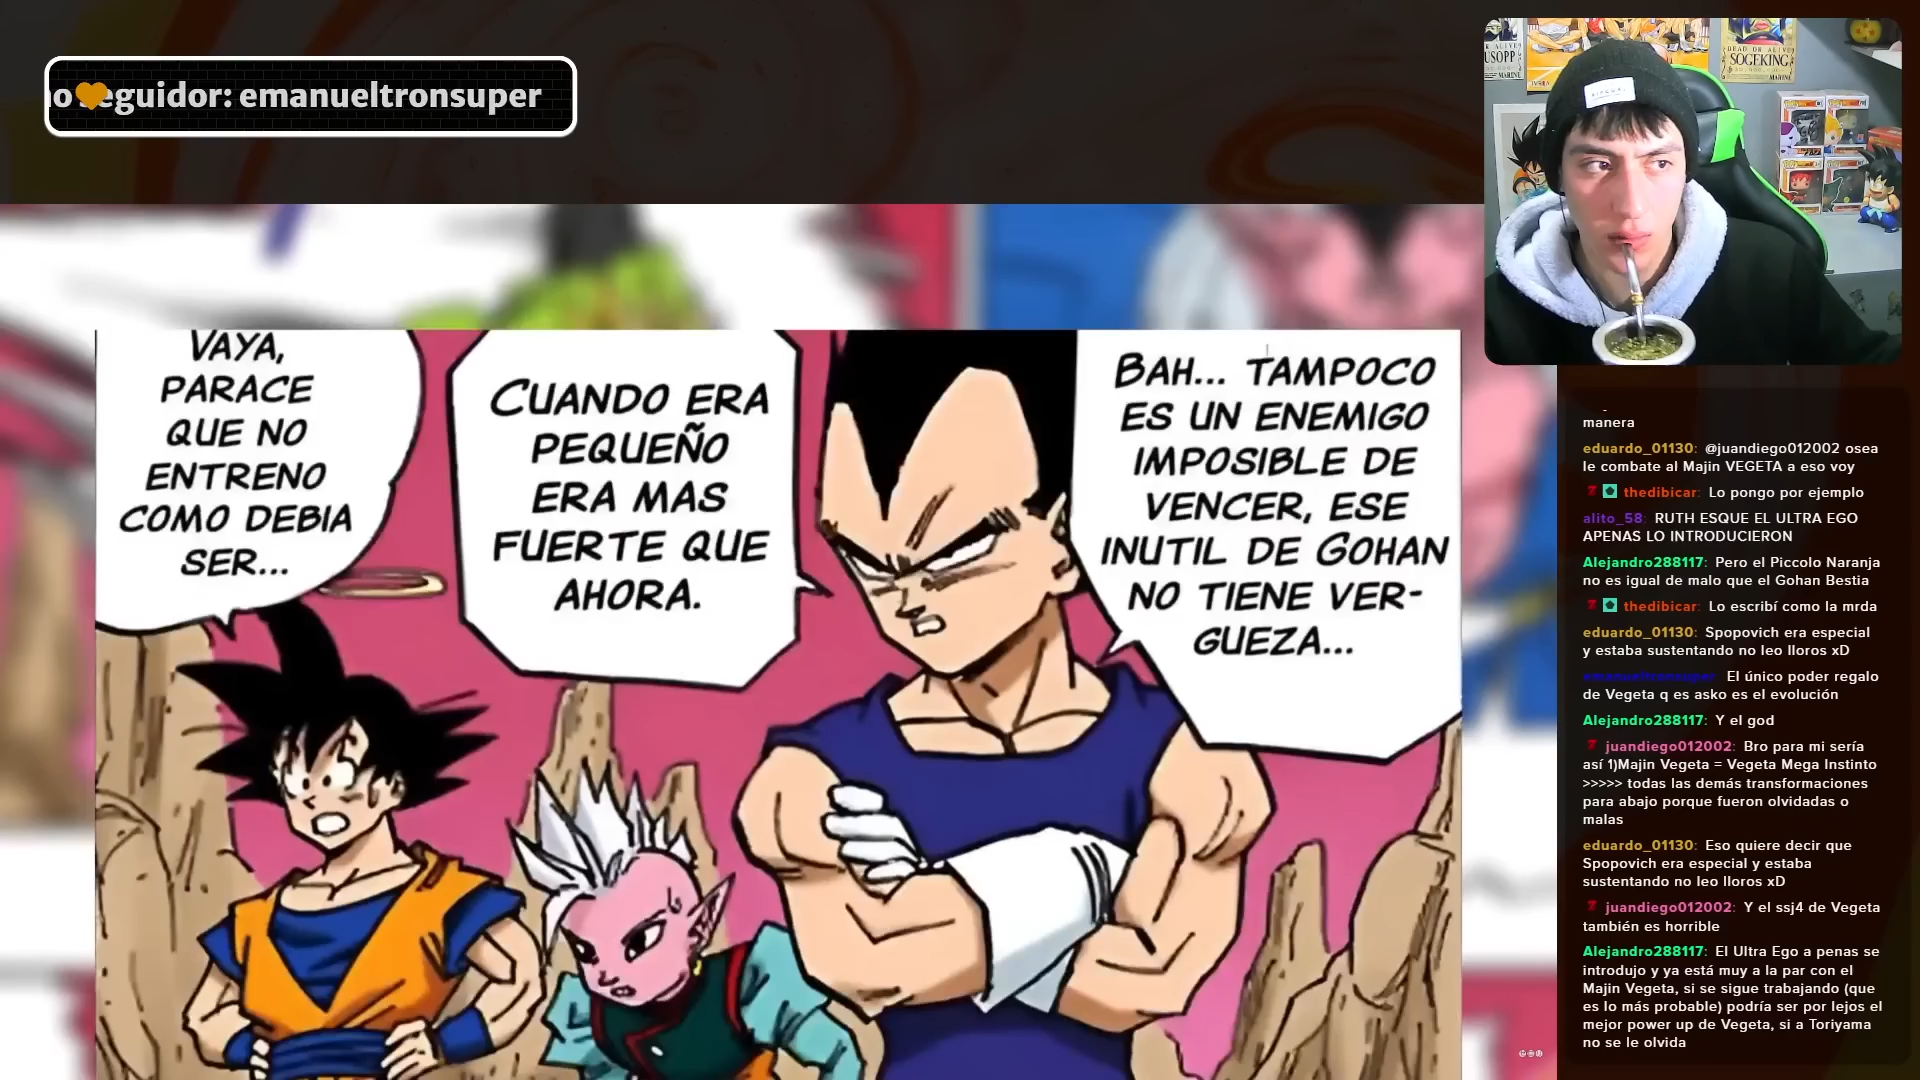 o eguidor: emanueltronsuper
USOPP
MARINE
DEAD OR ALIVE
SOGEKING
MARINE
RIP CURL
VAYA,
PARACE
QUE NO
ENTRENO
COMO DEBIA
SER...
CUANDO ERA
PEQUEÑO
ERA MAS
FUERTE QUE
AHORA.
BAH... TAMPOCO
ES UN ENEMIGO
IMPOSIBLE DE
VENCER, ESE
INUTIL DE GOHAN
NO TIENE VER-
GUEZA...
manera
eduardo_01130: @juandiego012002 osea
le combate al Majin VEGETA a eso voy
thedibicar: Lo pongo por ejemplo
alito_58: RUTH ESQUE EL ULTRA EGO
APENAS LO INTRODUCIERON
Alejandro288117: Pero el Piccolo Naranja
no es igual de malo que el Gohan Bestia
thedibicar: Lo escribí como la mrda
eduardo_01130: Spopovich era especial
y estaba sustentando no leo lloros xD
emanueltronsuper: El único poder regalo
de Vegeta q es asko es el evolución
Alejandro288117: Y el god
juandiego012002: Bro para mi sería
así 1)Majin Vegeta = Vegeta Mega Instinto
>>>>> todas las demás transformaciones
para abajo porque fueron olvidadas o
malas
eduardo_01130: Eso quiere decir que
Spopovich era especial y estaba
sustentando no leo lloros xD
juandiego012002: Y el ssj4 de Vegeta
también es horrible
Alejandro288117: El Ultra Ego a penas se
introdujo y ya está muy a la par con el
Majin Vegeta, si se sigue trabajando (que
es lo más probable) podría ser por lejos el
mejor power up de Vegeta, si a Toriyama
no se le olvida